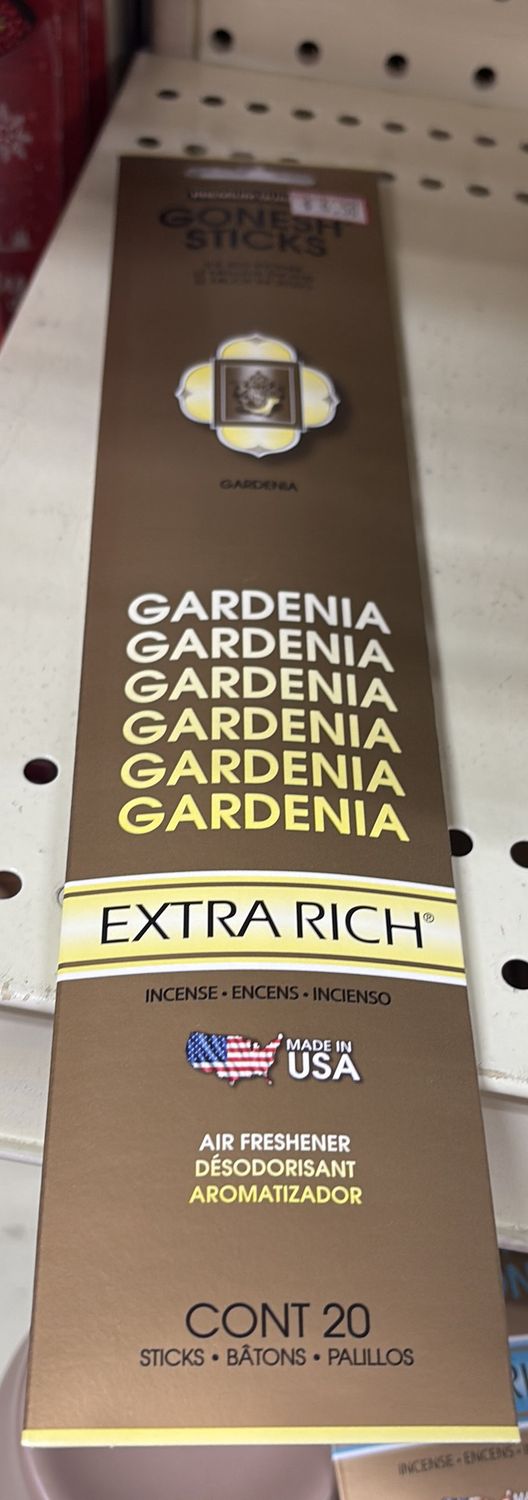 GONESH
STICKS
GARDENIA
GARDENIA
GARDENIA
GARDENIA
GARDENIA
GARDENIA
GARDENIA
EXTRA RICH®
INCENSE • ENCENS • INCIENSO
MADE IN
USA
AIR FRESHENER
DÉSODORISANT
AROMATIZADOR
CONT 20
STICKS • BÂTONS • PALILLOS
INCENSE • ENCENS •